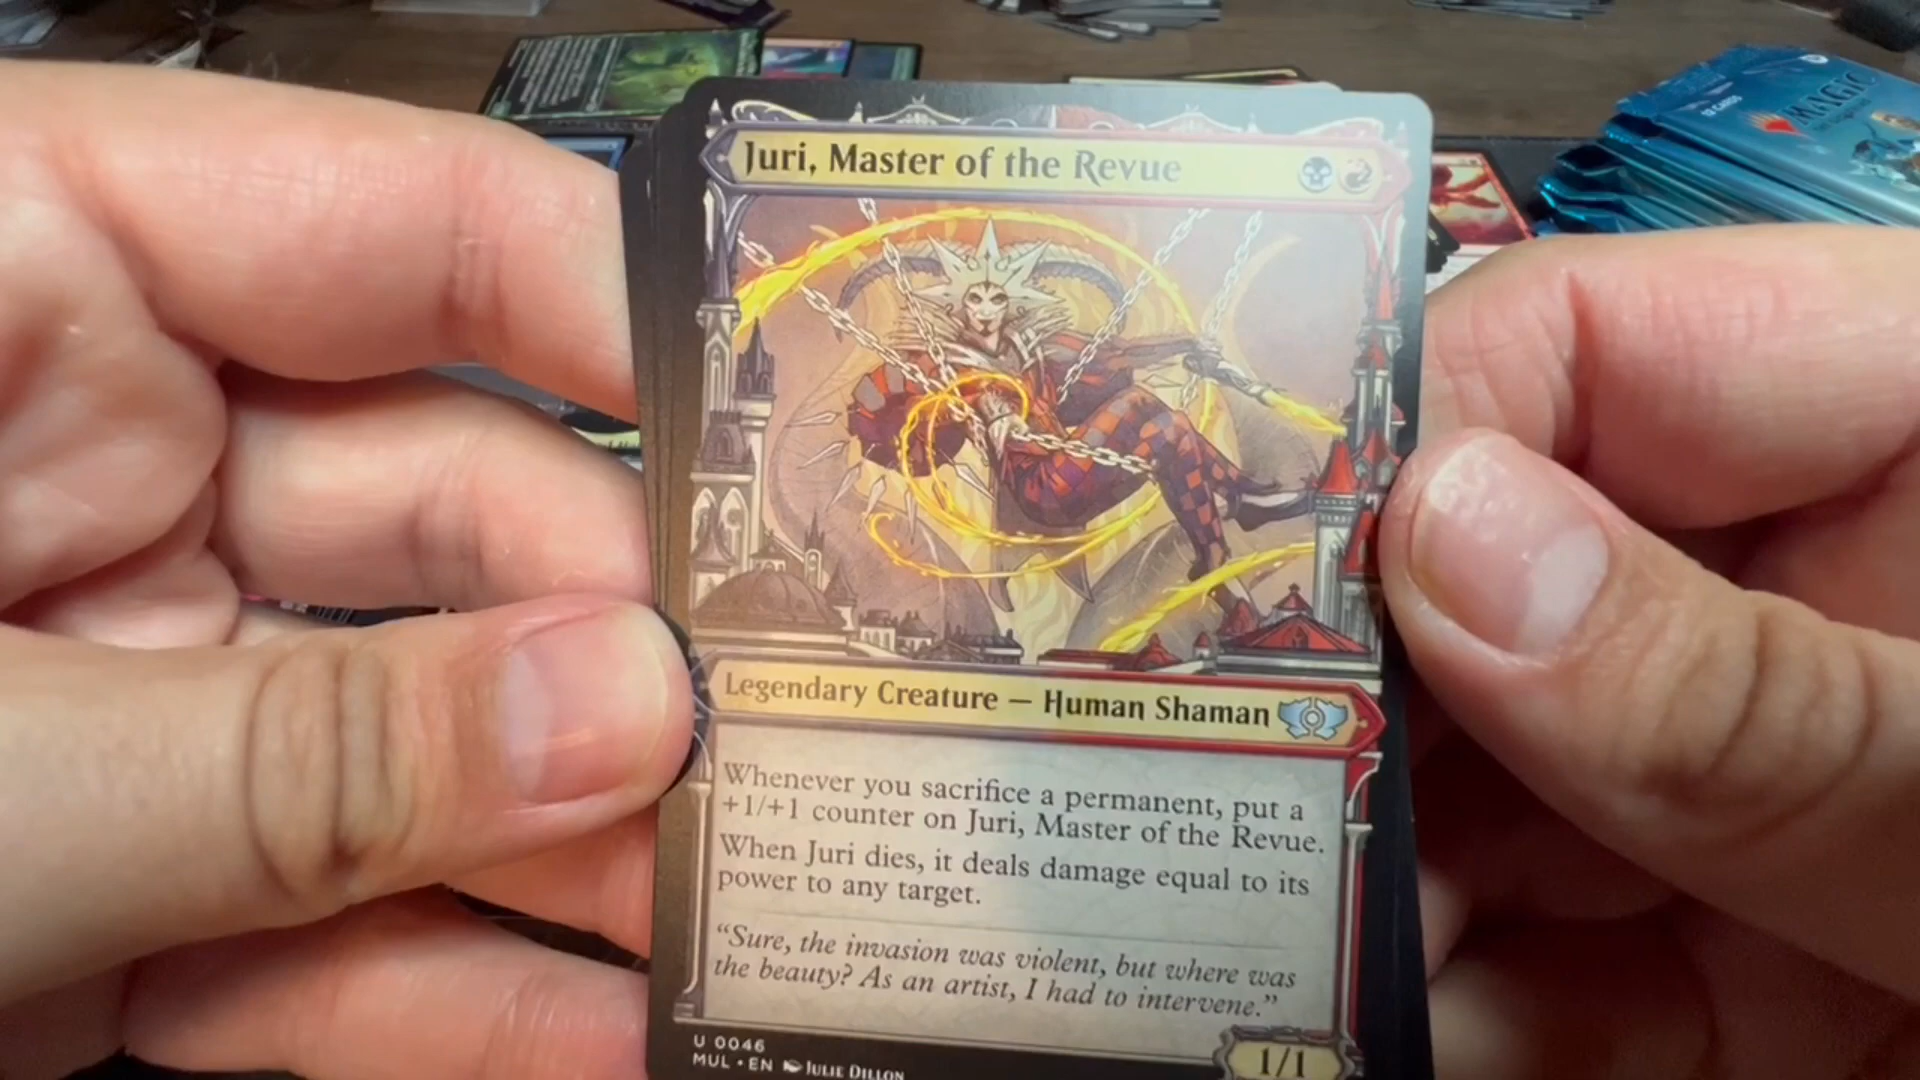 MAGIC
12 CARDS
Juri, Master of the Revue
Legendary Creature — Human Shaman
Whenever you sacrifice a permanent, put a
+1/+1 counter on Juri, Master of the Revue.
When Juri dies, it deals damage equal to its
power to any target.
“Sure, the invasion was violent, but where was
the beauty? As an artist, I had to intervene.”
U 0046
MUL • EN JULIE DILLON
1/1